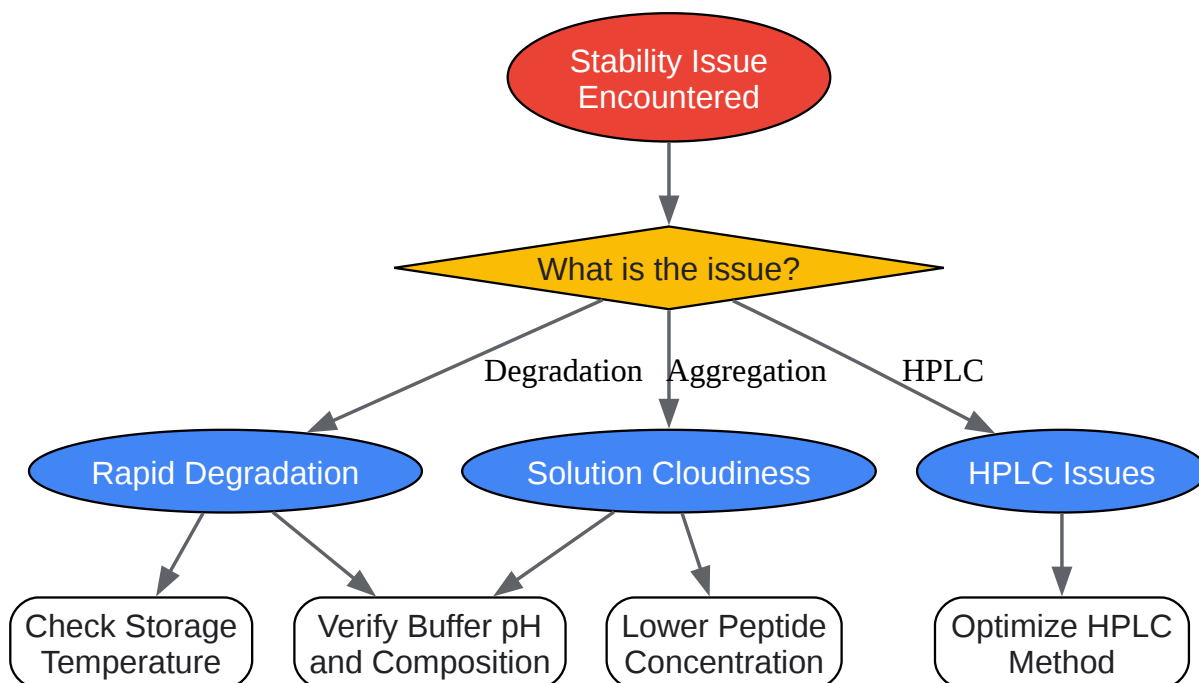 Stability Issue
Encountered
What is the issue?
Degradation
Aggregation
HPLC
Rapid Degradation
Solution Cloudiness
HPLC Issues
Check Storage
Temperature
Verify Buffer pH
and Composition
Lower Peptide
Concentration
Optimize HPLC
Method